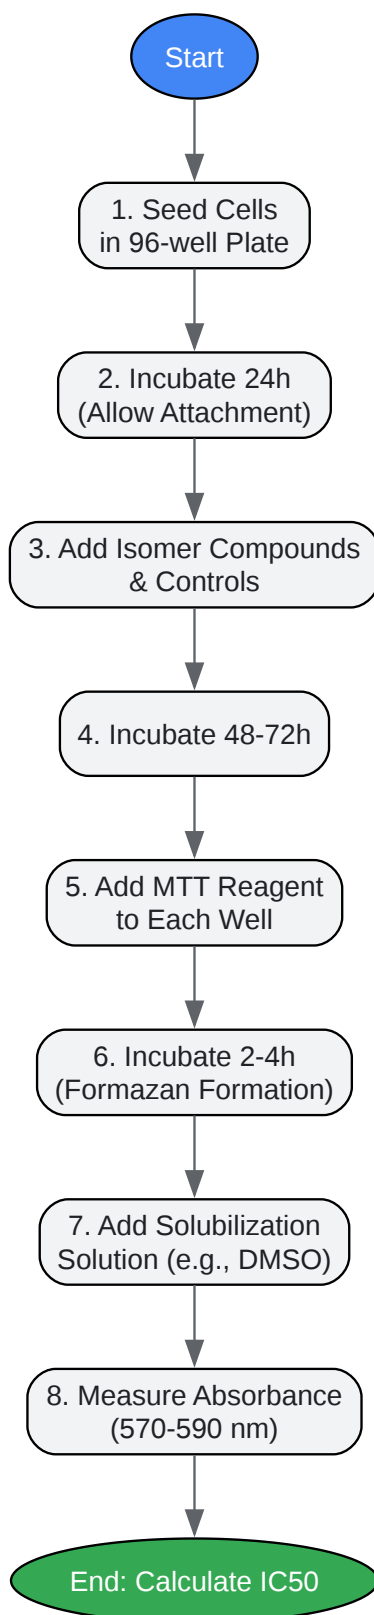 Start
1. Seed Cells
in 96-well Plate
2. Incubate 24h
(Allow Attachment)
3. Add Isomer Compounds
& Controls
4. Incubate 48-72h
5. Add MTT Reagent
to Each Well
6. Incubate 2-4h
(Formazan Formation)
7. Add Solubilization
Solution (e.g., DMSO)
8. Measure Absorbance
(570-590 nm)
End: Calculate IC50